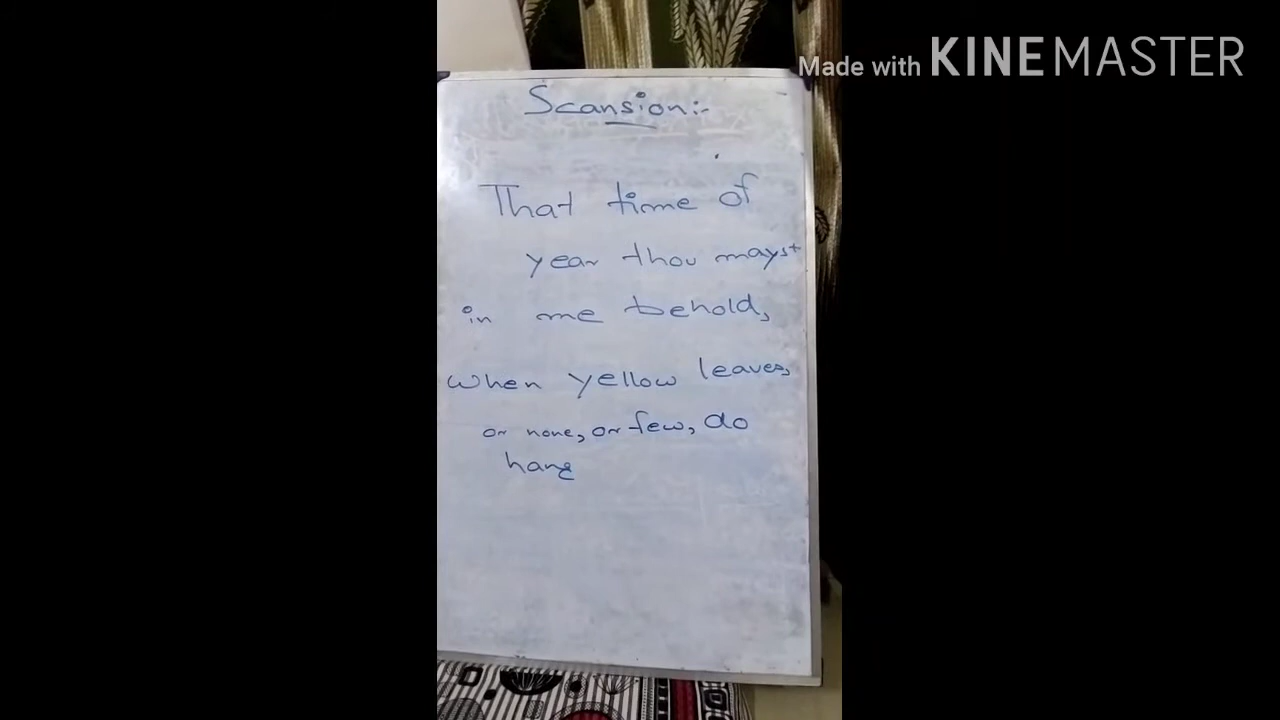 Made with KINEMASTER
Scansion:-
That time of
year thou mayst
in me behold,
When yellow leaves,
or none, or few, do
hang